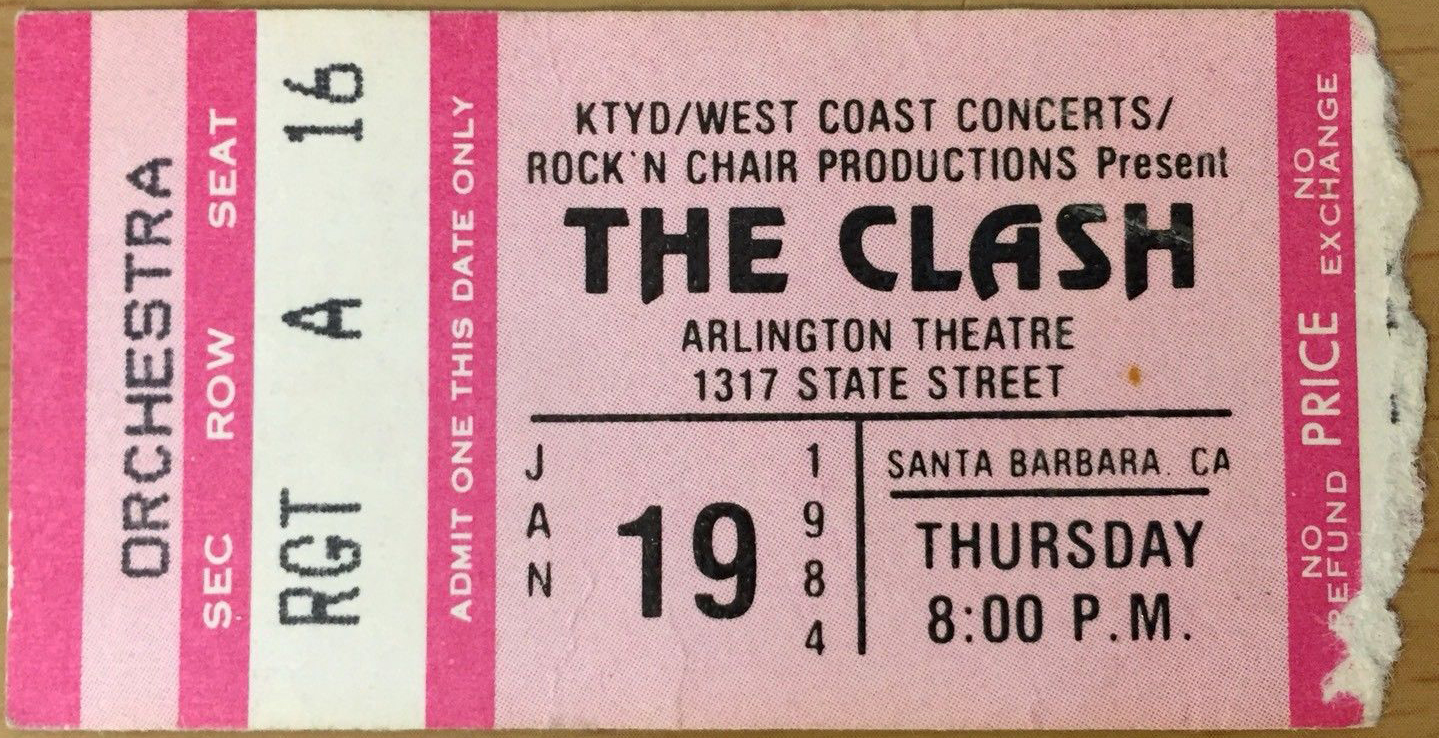 ORCHESTRA
SEC ROW SEAT
RGT A 16
ADMIT ONE THIS DATE ONLY
KTYD/WEST COAST CONCERTS/
ROCK'N CHAIR PRODUCTIONS Present
THE CLASH
ARLINGTON THEATRE
1317 STATE STREET
JAN
19
1984
SANTA BARBARA. CA
THURSDAY
8:00 P.M.
PRICE
NO
REFUND
NO
EXCHANGE